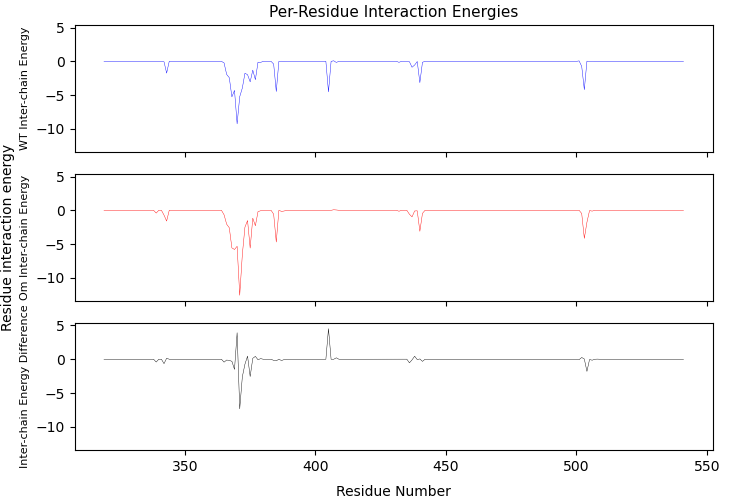 Per-Residue Interaction Energies
Residue interaction energy
WT Inter-chain Energy
5
0
−5
−10
Om Inter-chain Energy
5
0
−5
−10
Inter-chain Energy Difference
5
0
−5
−10
350
400
450
500
550
Residue Number